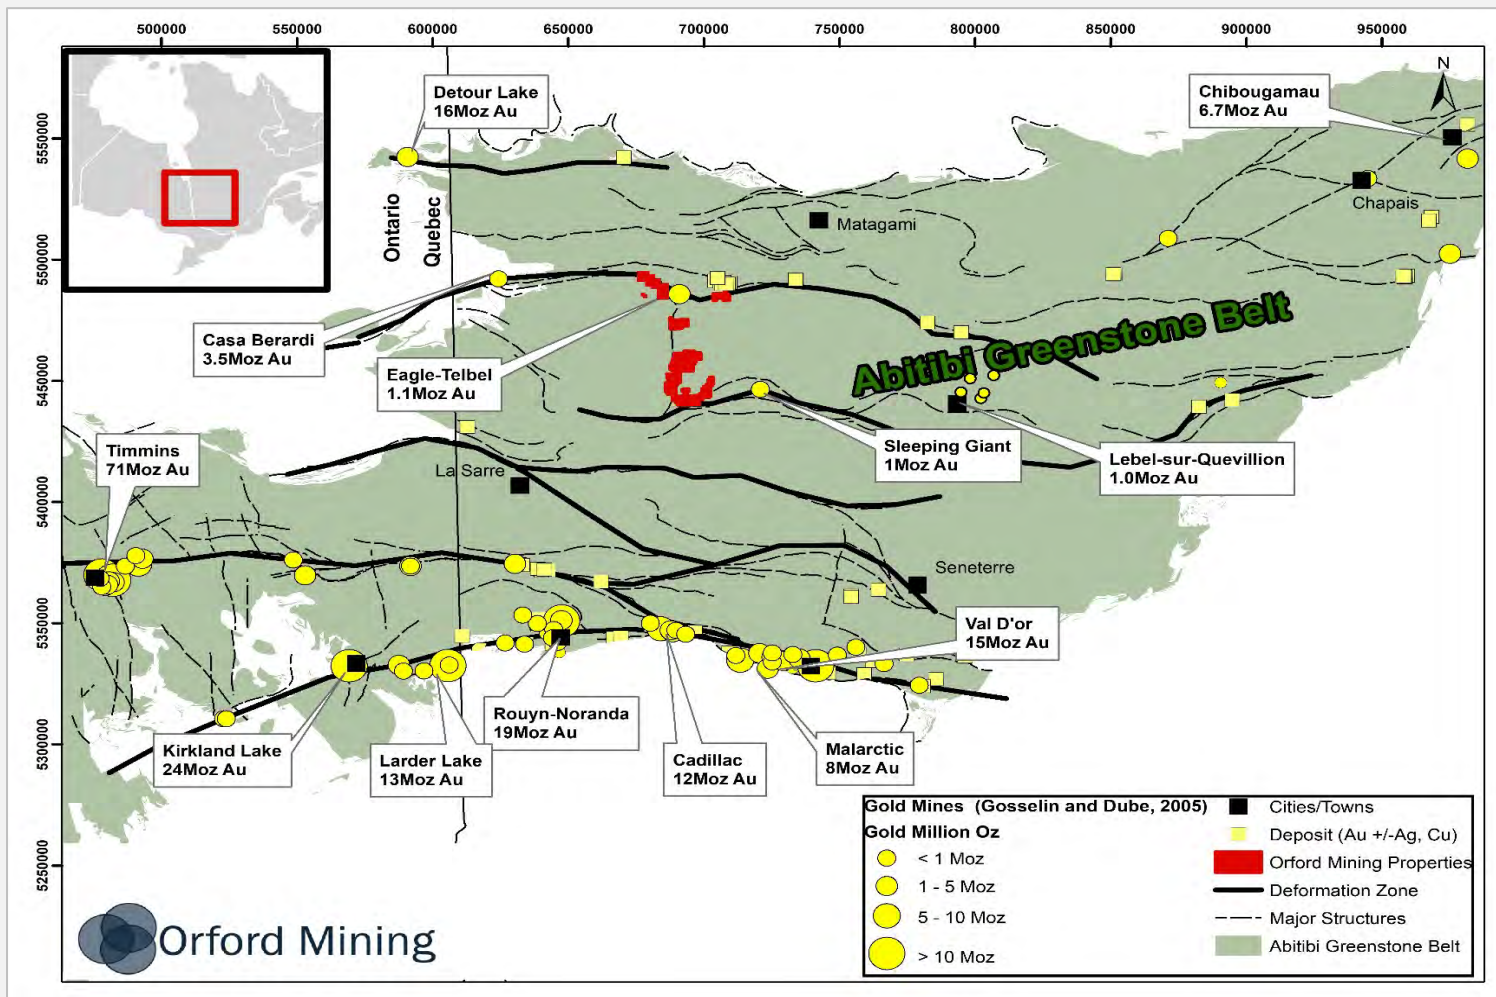 500000
550000
600000
650000
700000
750000
800000
850000
900000
950000
5550000
5500000
5450000
5400000
5350000
5300000
5250000
N
Detour Lake
16Moz Au
Chibougamau
6.7Moz Au
Ontario
Quebec
Matagami
Chapais
Casa Berardi
3.5Moz Au
Eagle-Telbel
1.1Moz Au
Abitibi Greenstone Belt
Timmins
71Moz Au
La Sarre
Sleeping Giant
1Moz Au
Lebel-sur-Quevillion
1.0Moz Au
Seneterre
Val D'or
15Moz Au
Rouyn-Noranda
19Moz Au
Kirkland Lake
24Moz Au
Larder Lake
13Moz Au
Cadillac
12Moz Au
Malarctic
8Moz Au
Gold Mines (Gosselin and Dube, 2005)
Gold Million Oz
< 1 Moz
1 - 5 Moz
5 - 10 Moz
> 10 Moz
Cities/Towns
Deposit (Au +/-Ag, Cu)
Orford Mining Properties
Deformation Zone
Major Structures
Abitibi Greenstone Belt
Orford Mining